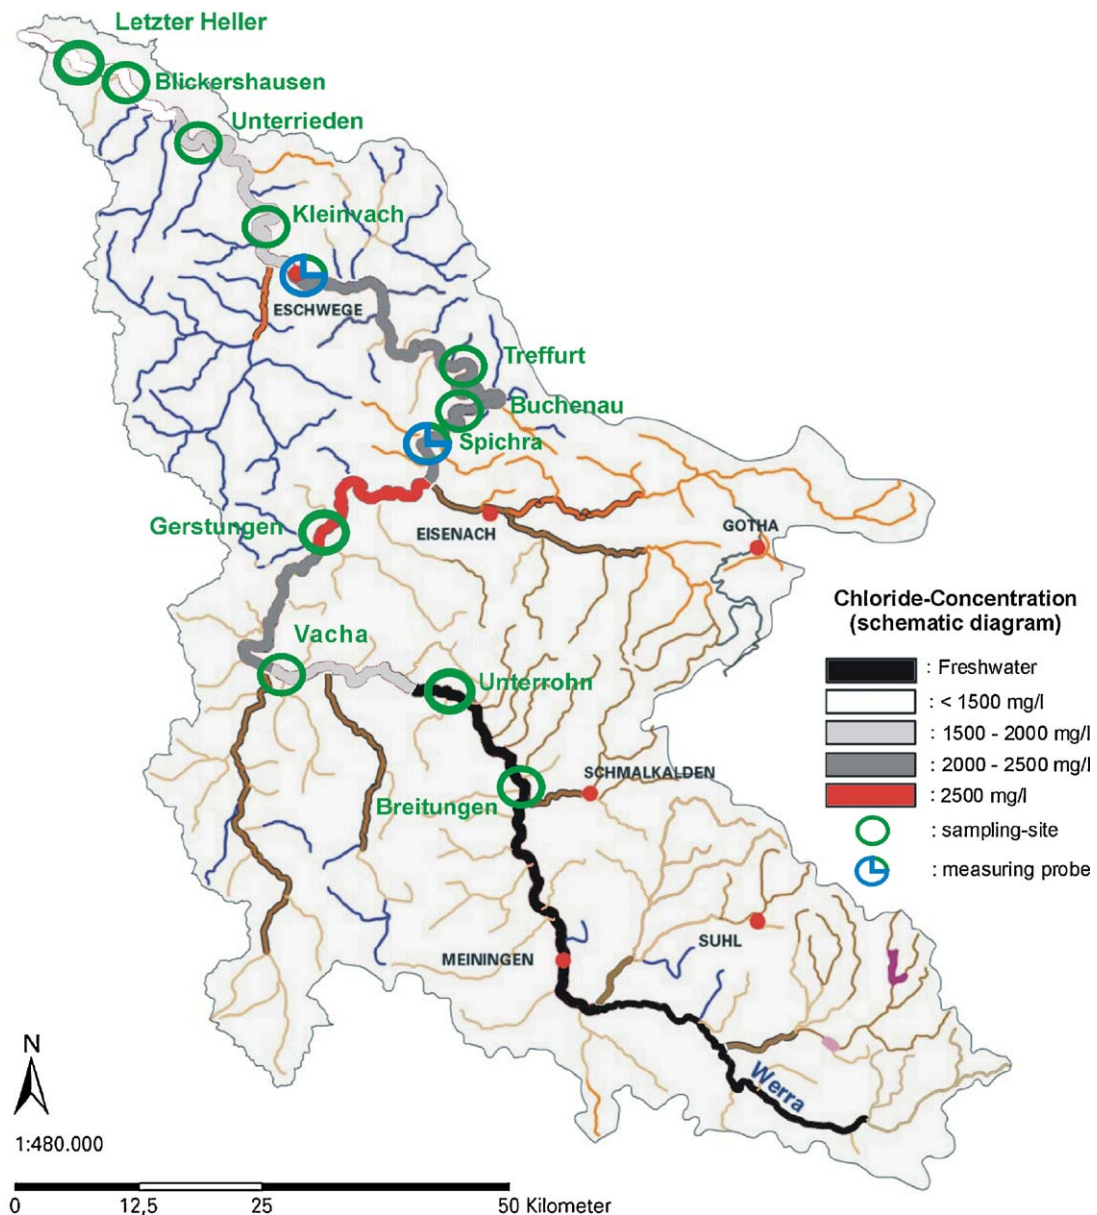 Letzter Heller
Blickershausen
Unterrieden
Kleinvach
ESCHWEGE
Treffurt
Buchenau
Spichra
Gerstungen
EISENACH
GOTHA
Chloride-Concentration
(schematic diagram)
: Freshwater
: < 1500 mg/l
: 1500 - 2000 mg/l
: 2000 - 2500 mg/l
: 2500 mg/l
: sampling-site
: measuring probe
Vacha
Unterrohn
SCHMALKALDEN
Breitungen
SUHL
MEININGEN
Werra
N
1:480.000
0 12,5 25 50 Kilometer